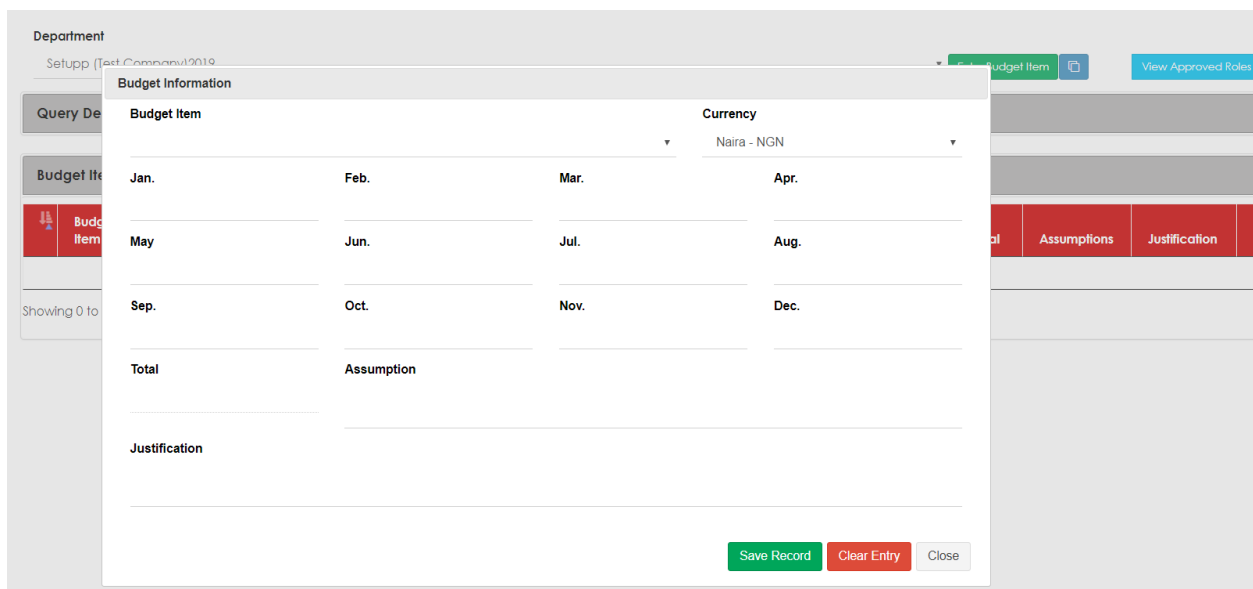 Department
Setupp (Test Company)2019
Budget Item
View Approved Roles
Budget Information
Query De
Budget Item
Currency
Naira - NGN
Budget Ite
Jan.
Feb.
Mar.
Apr.
Budg
Item
May
Jun.
Jul.
Aug.
al
Assumptions
Justification
Showing 0 to
Sep.
Oct.
Nov.
Dec.
Total
Assumption
Justification
Save Record
Clear Entry
Close